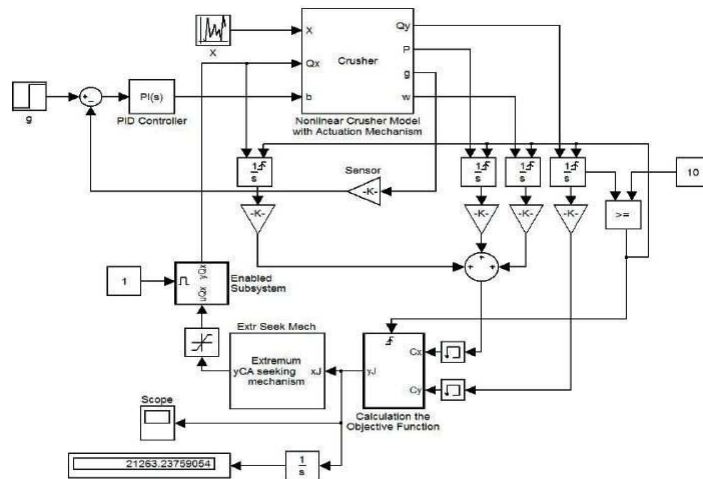 X
g
+
-
PI(s)
PID Controller
X
Qx
b
Crusher
Qy
P
g
w
Nonlinear Crusher Model
with Actuation Mechanism
Sensor
-K-
1
s
1
s
1
s
1
s
-K-
-K-
-K-
-K-
10
>=
+
+
+
1
uQx yQx
Enabled
Subsystem
Extr Seek Mech
Extremum
yCA seeking xJ
mechanism
yJ
Cx
Cy
Calculation the
Objective Function
Scope
21263.23759054
1
s